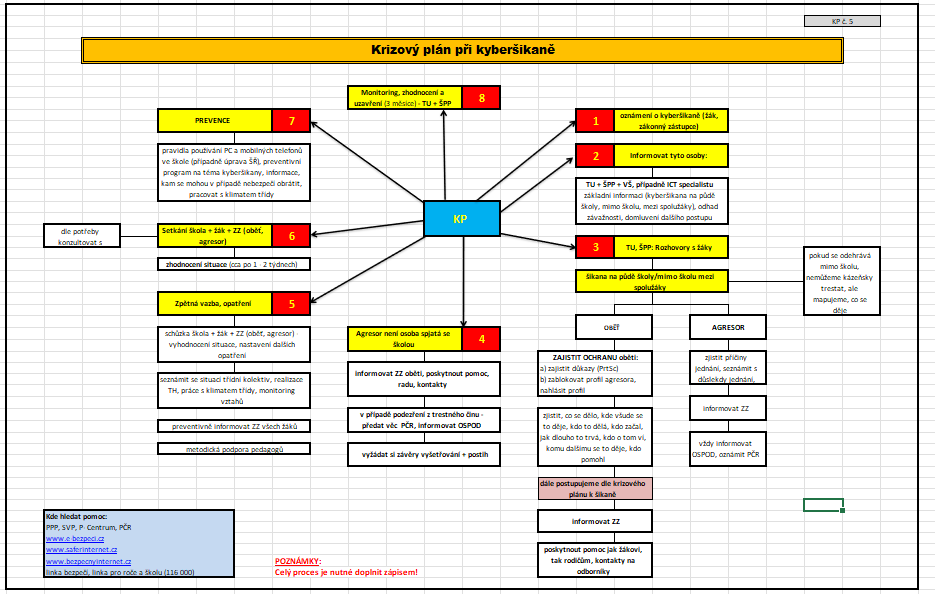 KP č. 5
Krizový plán při kyberšikaně
Monitoring, zhodnocení a
uzavření (3 měsíce) - TU + ŠPP
8
PREVENCE
7
pravidla používání PC a mobilních telefonů
ve škole (případně úprava ŠŘ), preventivní
program na téma kyberšikany, informace,
kam se mohou v případě nebezpečí obrátit,
pracovat s klimatem třídy
1
oznámení o kyberšikaně (žák,
zákonný zástupce)
2
informovat tyto osoby:
TU + ŠPP + VŠ, případně ICT specialistu
základní informaci (kyberšikana na půdě
školy, mimo školu, mezi spolužáky), odhad
závažnosti, domluvení dalšího postupu
KP
dle potřeby
konzultovat s
Setkání škola + žák + ZZ (oběť,
agresor)
6
zhodnocení situace (cca po 1 - 2 týdnech)
3
TU, ŠPP: Rozhovory s žáky
šikana na půdě školy/mimo školu mezi
spolužáky
pokud se odehrává
mimo školu,
nemůžeme kázeňsky
trestat, ale
mapujeme, co se
děje
Zpětná vazba, opatření
5
schůzka škola + žák + ZZ (oběť, agresor) -
vyhodnocení situace, nastavení dalších
opatření
seznámit se situací třídní kolektiv, realizace
TH, práce s klimatem třídy, monitoring
vztahů
preventivně informovat ZZ všech žáků
metodická podpora pedagogů
Agresor není osoba spjatá se
školou
4
informovat ZZ oběti, poskytnout pomoc,
radu, kontakty
v případě podezření z trestného činu -
předat věc PČR, informovat OSPOD
vyžádat si závěry vyšetřování + postih
OBĚŤ
ZAJISTIT OCHRANU oběti:
a) zajistit důkazy (PrtSc)
b) zablokovat profil agresora,
nahlásit profil
zjistit, co se dělo, kde všude se
to děje, kdo to dělá, kdo začal,
jak dlouho to trvá, kdo o tom ví,
komu dalšímu se to děje, kdo
pomohl
dále postupujeme dle krizového
plánu k šikaně
informovat ZZ
poskytnout pomoc jak žákovi,
tak rodičům, kontakty na
odborníky
AGRESOR
zjistit příčiny
jednání, seznámit s
důsledky jednání,
informovat ZZ
vždy informovat
OSPOD, oznámit PČR
Kde hledat pomoc:
PPP, SVP, P- Centrum, PČR
www.e-bezpeci.cz
www.saferinternet.cz
www.bezpecnyinternet.cz
linka bezpečí, linka pro roče a školu (116 000)
POZNÁMKY:
Celý proces je nutné doplnit zápisem!